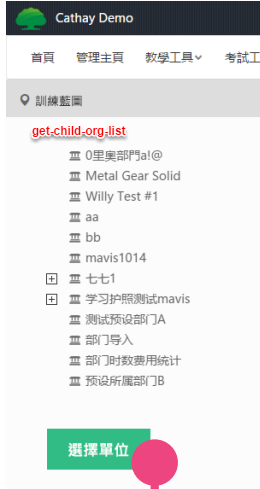 Cathay Demo
首頁 管理主頁 教學工具 考試工
訓練藍圖
get-child-org-list
0里奧部門a!@
Metal Gear Solid
Willy Test #1
aa
bb
mavis1014
七七1
学习护照测试mavis
测试预设部门A
部门导入
部门时数费用统计
预设所属部门B
選擇單位